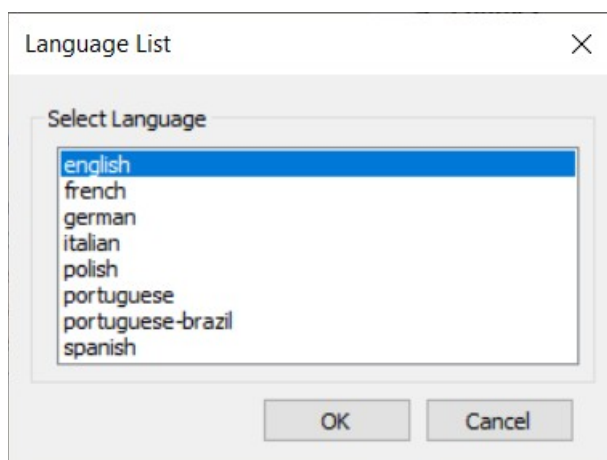 Language List
Select Language
english
french
german
italian
polish
portuguese
portuguese-brazil
spanish
OK Cancel